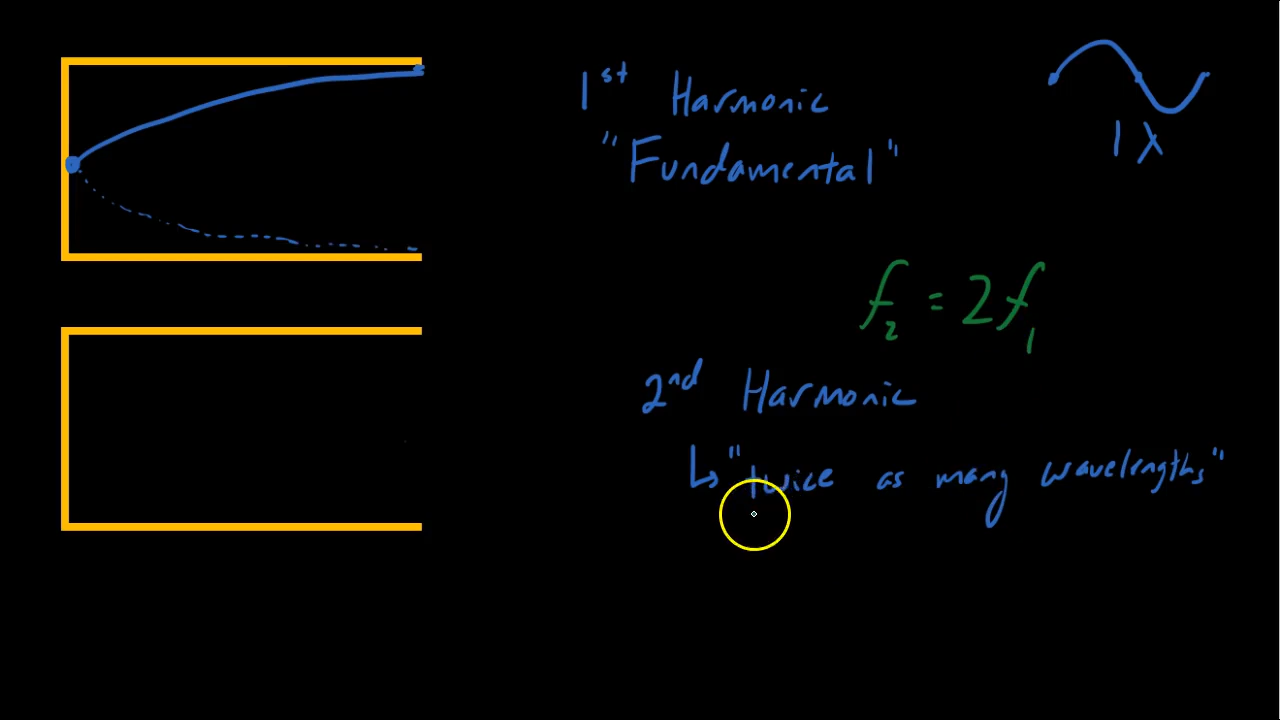 1st Harmonic
"Fundamental"
1λ
f₂ = 2f₁
2nd Harmonic
↳ "twice as many wavelengths"